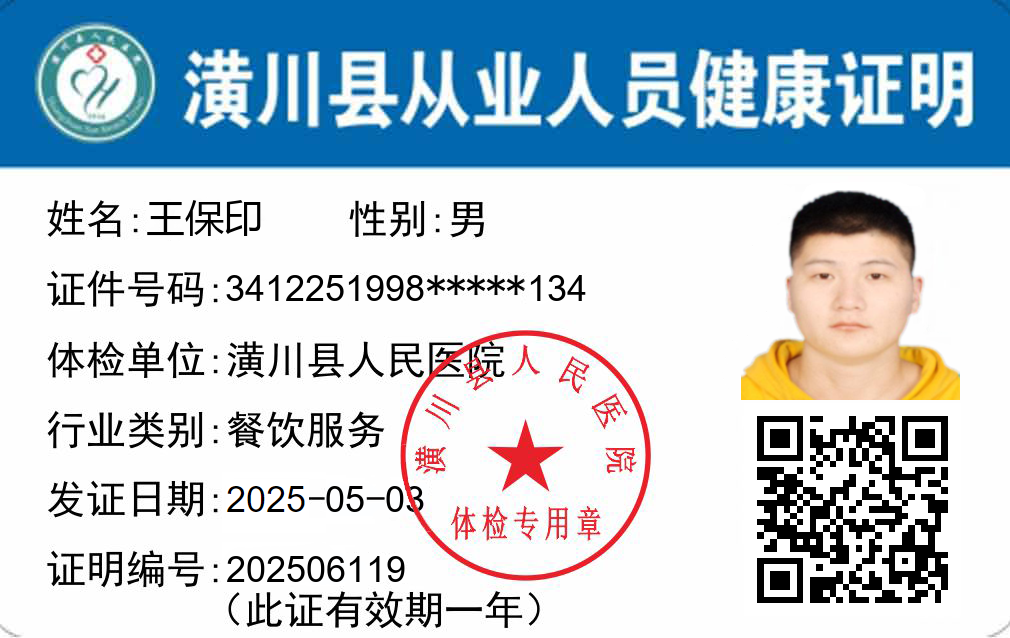 潢川县从业人员健康证明
姓名:王保印 性别:男
证件号码:3412251998*****134
体检单位:潢川县人民医院
行业类别:餐饮服务
发证日期:2025-05-03
证明编号:202506119
(此证有效期一年)
潢川县人民医院
体检专用章